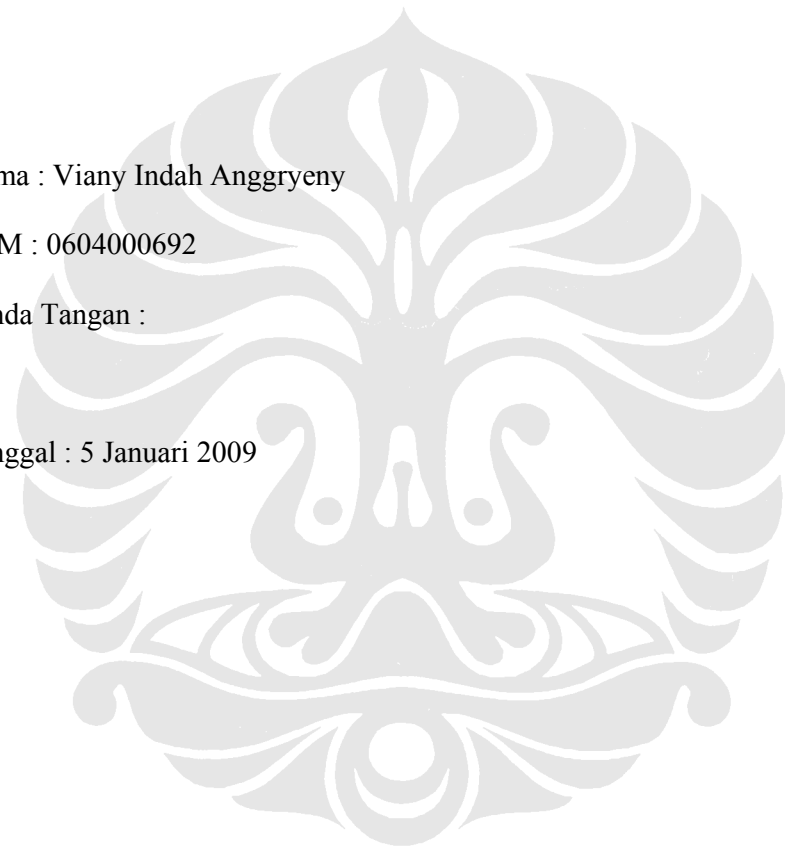 ma : Viany Indah Anggryeny
M : 0604000692
nda Tangan :
nggal : 5 Januari 2009